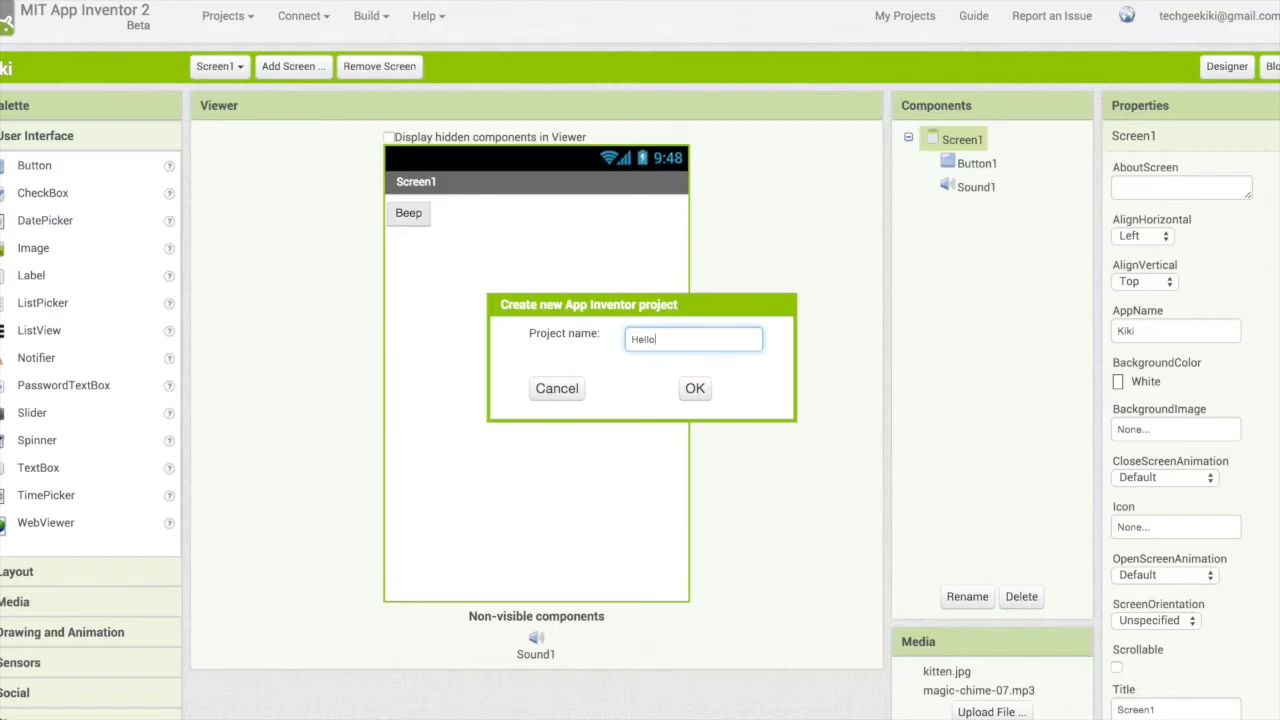 MIT App Inventor 2
Beta
Projects
Connect
Build
Help
My Projects
Guide
Report an Issue
techgeekiki@gmail.com
ki
Screen1
Add Screen ...
Remove Screen
Designer
Blo
alette
User Interface
Button
CheckBox
DatePicker
Image
Label
ListPicker
ListView
Notifier
PasswordTextBox
Slider
Spinner
TextBox
TimePicker
WebViewer
Layout
Media
Drawing and Animation
Sensors
Social
Viewer
Display hidden components in Viewer
9:48
Screen1
Beep
Create new App Inventor project
Project name:
Hello
Cancel
OK
Non-visible components
Sound1
Components
Screen1
Button1
Sound1
Rename
Delete
Media
kitten.jpg
magic-chime-07.mp3
Upload File ...
Properties
Screen1
AboutScreen
AlignHorizontal
Left
AlignVertical
Top
AppName
Kiki
BackgroundColor
White
BackgroundImage
None...
CloseScreenAnimation
Default
Icon
None...
OpenScreenAnimation
Default
ScreenOrientation
Unspecified
Scrollable
Title
Screen1